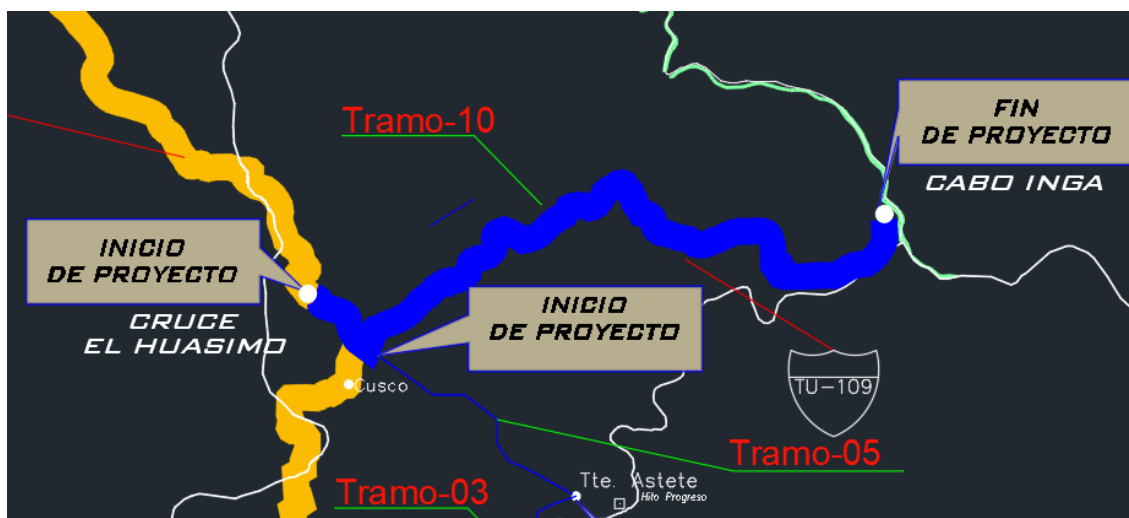 Tramo-10
FIN
DE PROYECTO
CABO INGA
INICIO
DE PROYECTO
CRUCE
EL HUASIMO
INICIO
DE PROYECTO
Cusco
TU-109
Tramo-05
Tte. Astete
Hito Progreso
Tramo-03